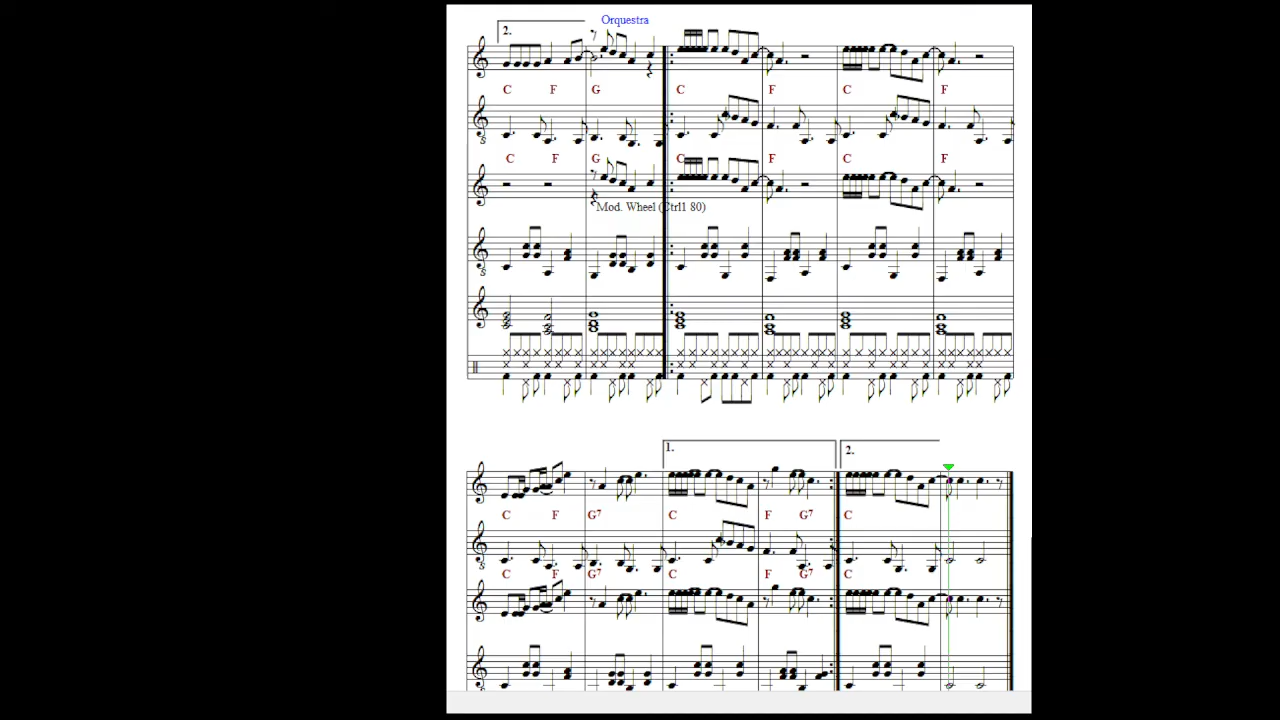 Orquestra
2.
C F G C F C F
C F G C F C F
Mod. Wheel (Ctrl1 80)
1. 2.
C F G7 C F G7 C
C F G7 C F G7 C